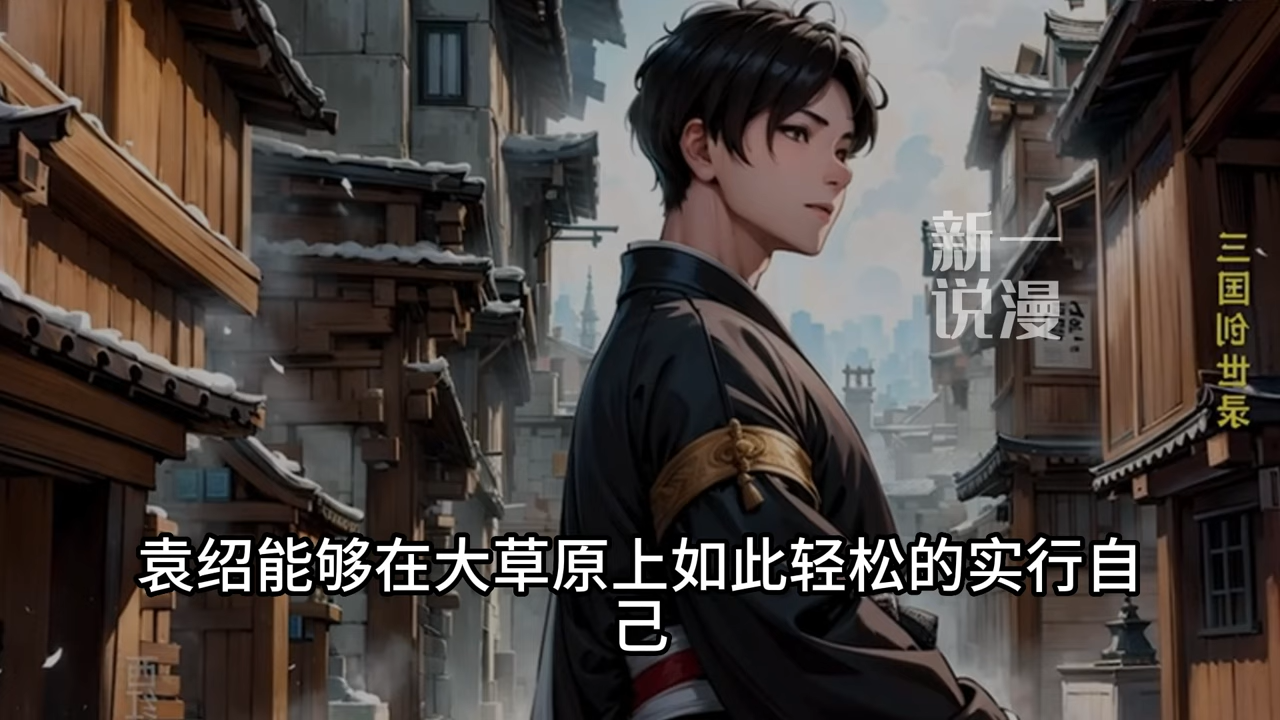 新一
说漫
三国创世录
袁绍能够在大草原上如此轻松的实行自
己